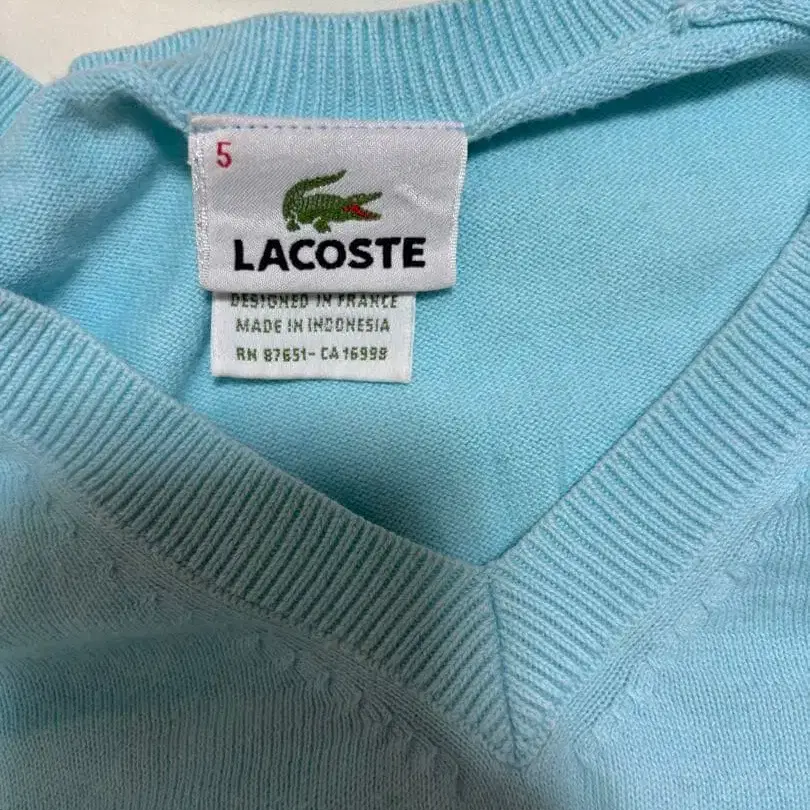 5
LACOSTE
DESIGNED IN FRANCE
MADE IN INDONESIA
RN 87651- CA 16998